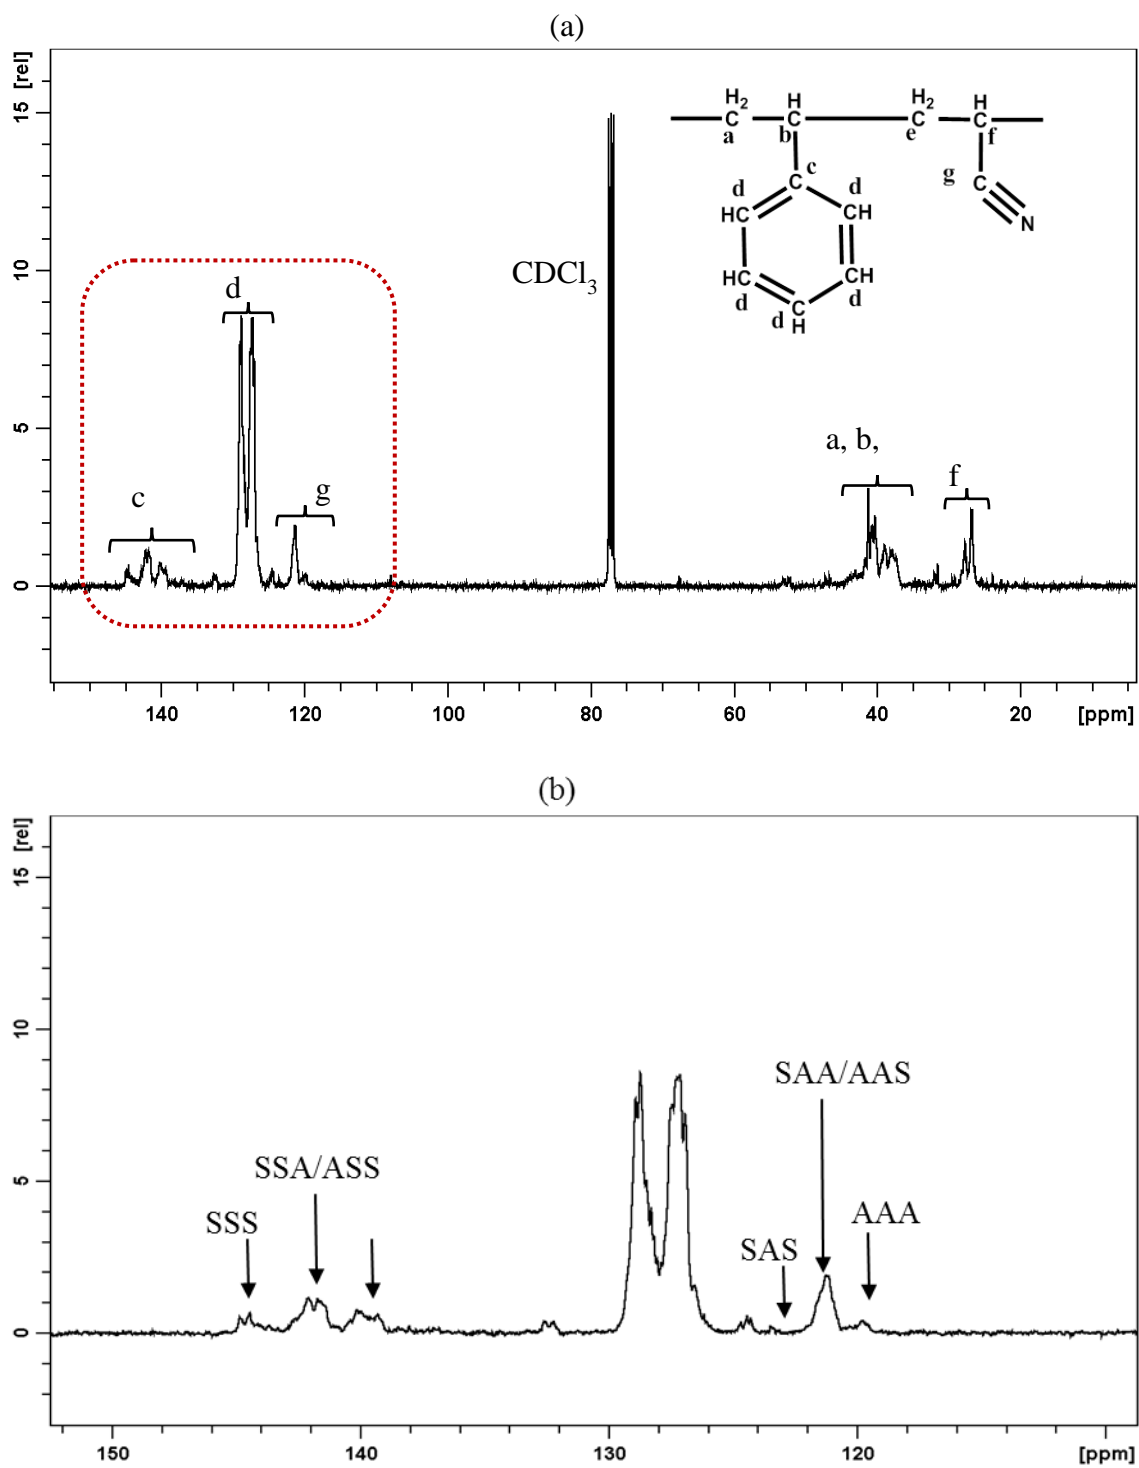 (a)
[rel]
15
10
5
0
H2 H H2 H
C C C C
a b e f
c
g
C
C
N
d d
HC CH
HC CH
d d
d C
H
CDCl3
d
c
g
a, b,
f
140 120 100 80 60 40 20 [ppm]
(b)
[rel]
15
10
5
0
SAA/AAS
SSA/ASS
SSS
AAA
SAS
150 140 130 120 [ppm]